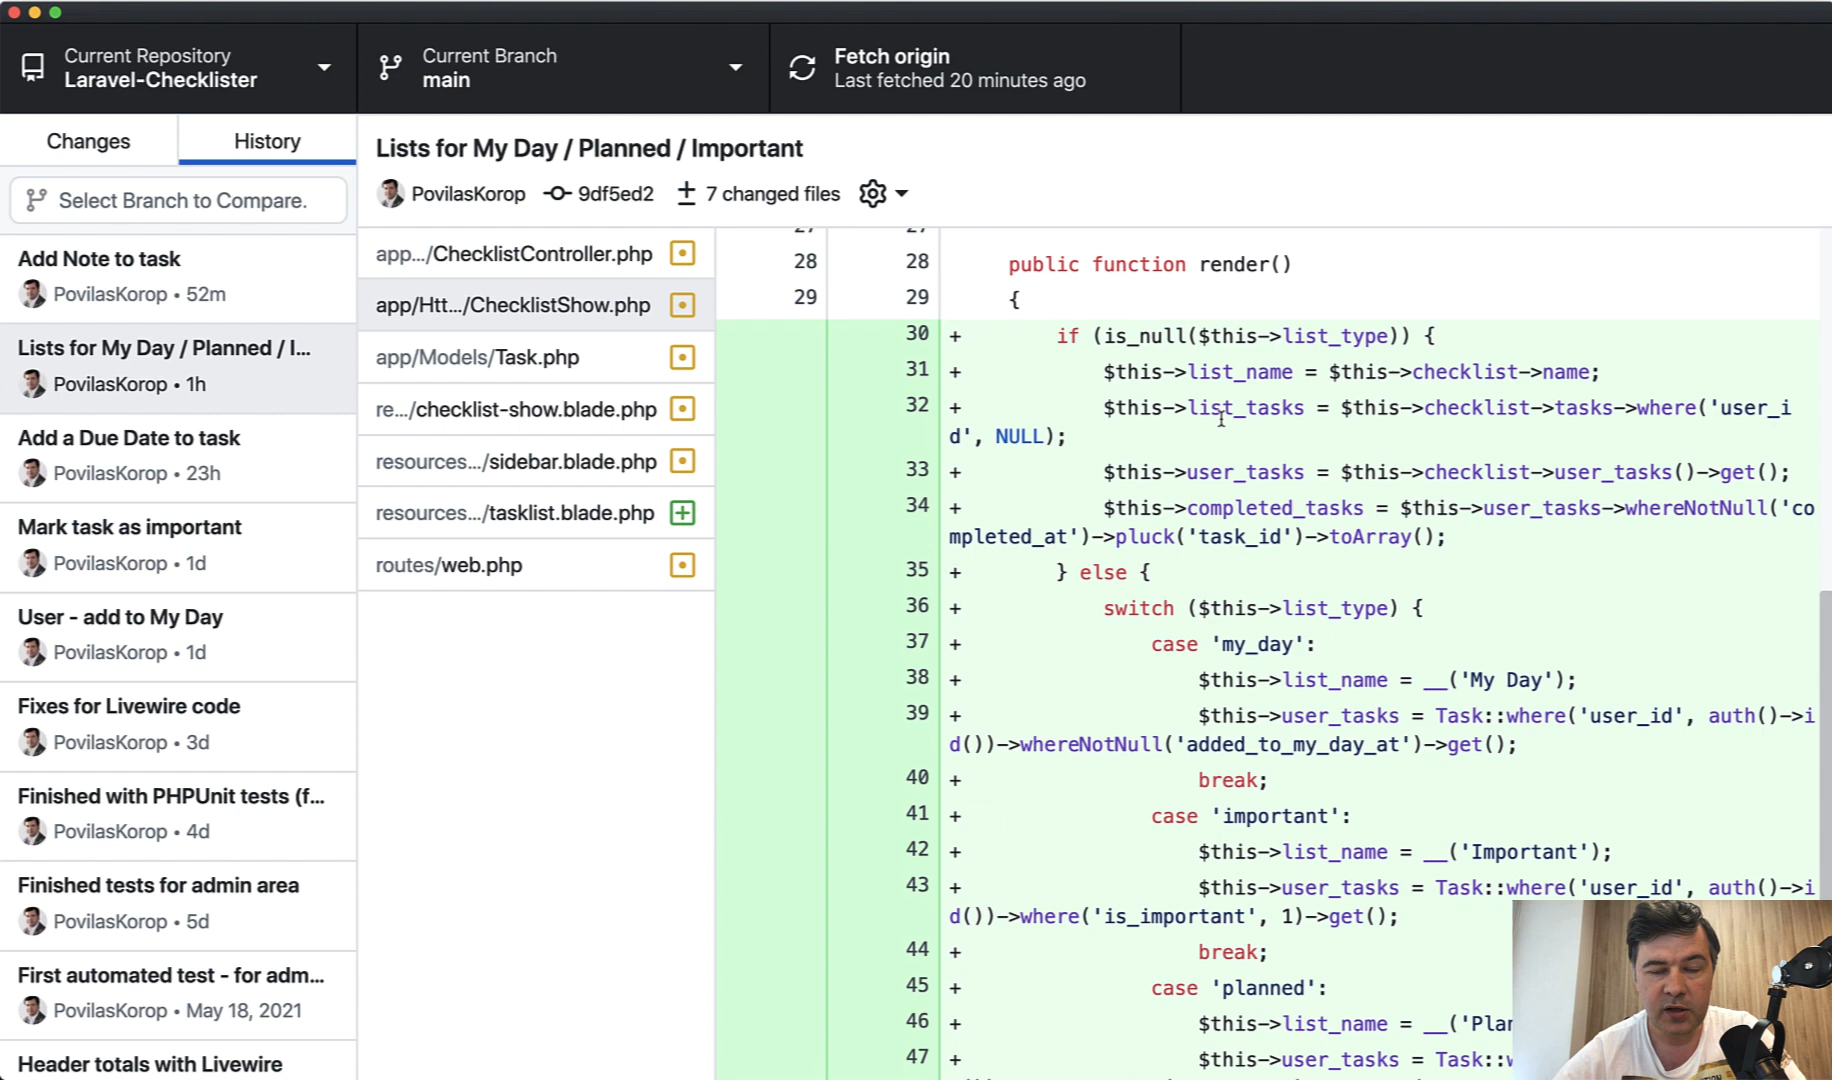 Current Repository
Laravel-Checklister
Current Branch
main
Fetch origin
Last fetched 20 minutes ago
Changes
History
Select Branch to Compare.
Add Note to task
PovilasKorop • 52m
Lists for My Day / Planned / I...
PovilasKorop • 1h
Add a Due Date to task
PovilasKorop • 23h
Mark task as important
PovilasKorop • 1d
User - add to My Day
PovilasKorop • 1d
Fixes for Livewire code
PovilasKorop • 3d
Finished with PHPUnit tests (f...
PovilasKorop • 4d
Finished tests for admin area
PovilasKorop • 5d
First automated test - for adm...
PovilasKorop • May 18, 2021
Header totals with Livewire
Lists for My Day / Planned / Important
PovilasKorop 9df5ed2 ± 7 changed files
app.../ChecklistController.php
app/Htt.../ChecklistShow.php
app/Models/Task.php
re.../checklist-show.blade.php
resources.../sidebar.blade.php
resources.../tasklist.blade.php
routes/web.php
27 27
28 28 public function render()
29 29 {
30 + if (is_null($this->list_type)) {
31 + $this->list_name = $this->checklist->name;
32 + $this->list_tasks = $this->checklist->tasks->where('user_i
d', NULL);
33 + $this->user_tasks = $this->checklist->user_tasks()->get();
34 + $this->completed_tasks = $this->user_tasks->whereNotNull('co
mpleted_at')->pluck('task_id')->toArray();
35 + } else {
36 + switch ($this->list_type) {
37 + case 'my_day':
38 + $this->list_name = __('My Day');
39 + $this->user_tasks = Task::where('user_id', auth()->i
d())->whereNotNull('added_to_my_day_at')->get();
40 + break;
41 + case 'important':
42 + $this->list_name = __('Important');
43 + $this->user_tasks = Task::where('user_id', auth()->i
d())->where('is_important', 1)->get();
44 + break;
45 + case 'planned':
46 + $this->list_name = __('Plan
47 + $this->user_tasks = Task::w